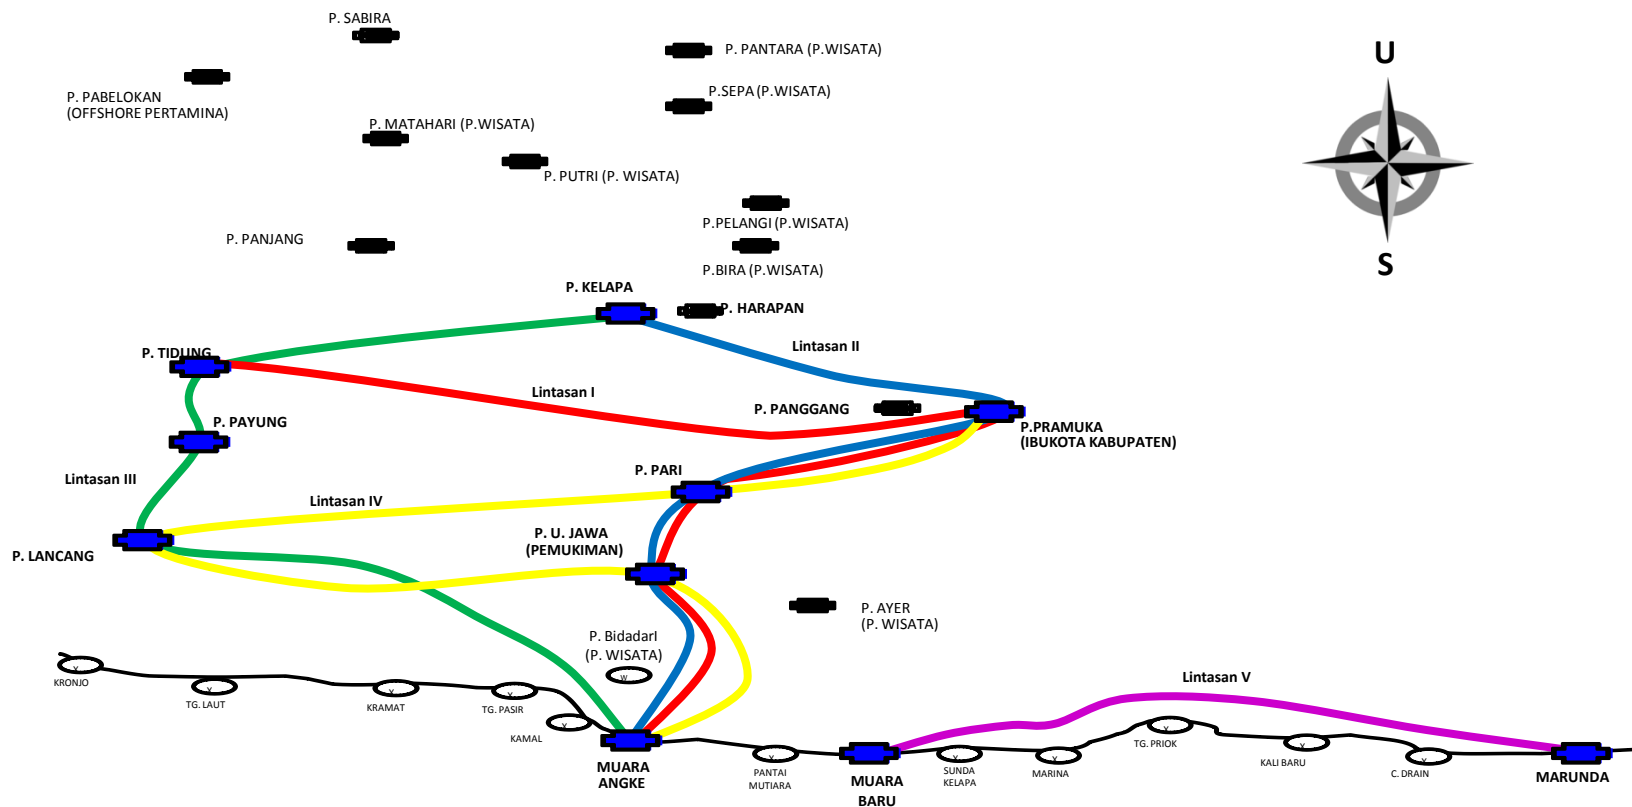 P. SABIRA
P. PANTARA (P.WISATA)
U
P. PABELOKAN
(OFFSHORE PERTAMINA)
P.SEPA (P.WISATA)
P. MATAHARI (P.WISATA)
P. PUTRI (P. WISATA)
P.PELANGI (P.WISATA)
P. PANJANG
P.BIRA (P.WISATA)
S
P. KELAPA
P. HARAPAN
P. TIDUNG
Lintasan II
Lintasan I
P. PANGGANG
P. PAYUNG
P.PRAMUKA
(IBUKOTA KABUPATEN)
P. PARI
Lintasan III
Lintasan IV
P. U. JAWA
(PEMUKIMAN)
P. LANCANG
P. AYER
(P. WISATA)
P. BidadarI
(P. WISATA)
W
X
KRONJO
X
TG. LAUT
X
KRAMAT
X
TG. PASIR
X
KAMAL
Lintasan V
MUARA
ANGKE
X
PANTAI
MUTIARA
MUARA
BARU
X
SUNDA
KELAPA
X
MARINA
X
TG. PRIOK
X
KALI BARU
X
C. DRAIN
MARUNDA